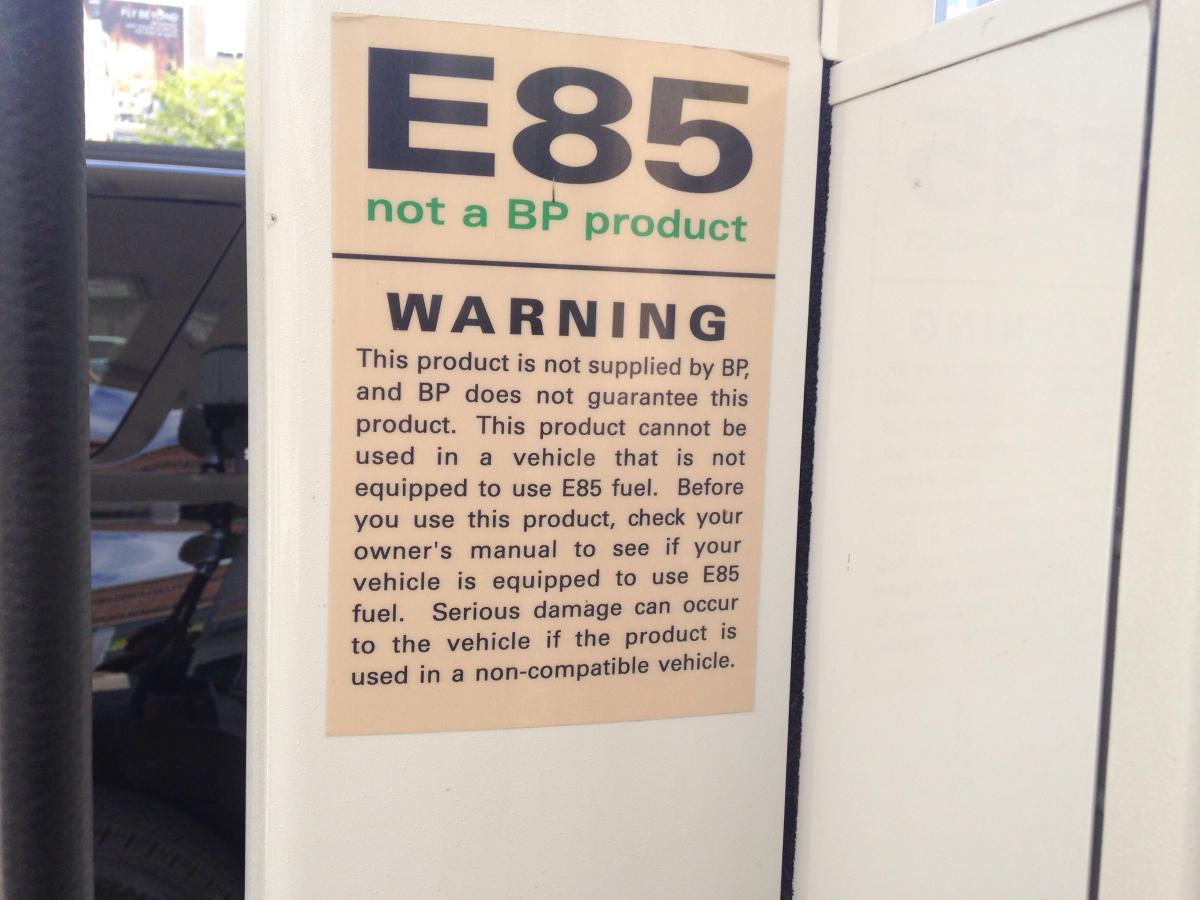 FLY BEYOND
E85
not a BP product
WARNING
This product is not supplied by BP,
and BP does not guarantee this
product. This product cannot be
used in a vehicle that is not
equipped to use E85 fuel. Before
you use this product, check your
owner's manual to see if your
vehicle is equipped to use E85
fuel. Serious damage can occur
to the vehicle if the product is
used in a non-compatible vehicle.